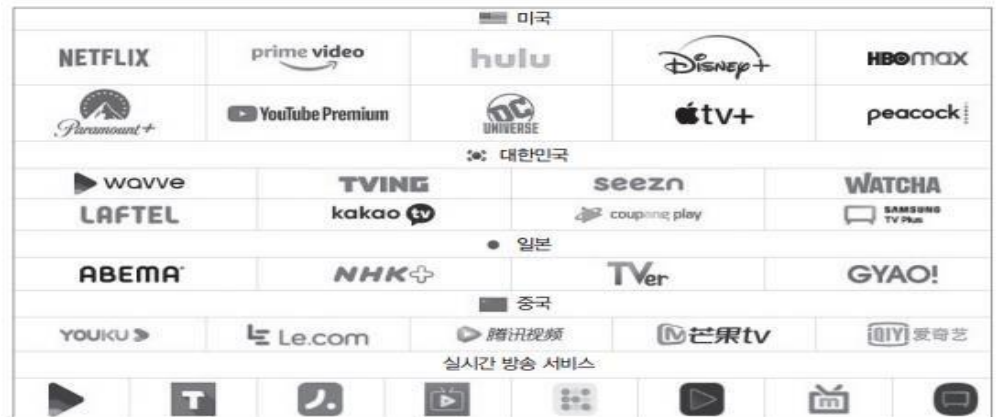 미국
NETFLIX prime video hulu Disney+ HBOmax
Paramount+ YouTube Premium DC UNIVERSE tv+ peacock
대한민국
wavve TVING seezn WATCHA
LAFTEL kakao tv coupang play SAMSUNG TV Plus
일본
ABEMA NHK+ TVer GYAO!
중국
YOUKU Le.com 腾讯视频 芒果tv iQIYI 爱奇艺
실시간 방송 서비스
T m